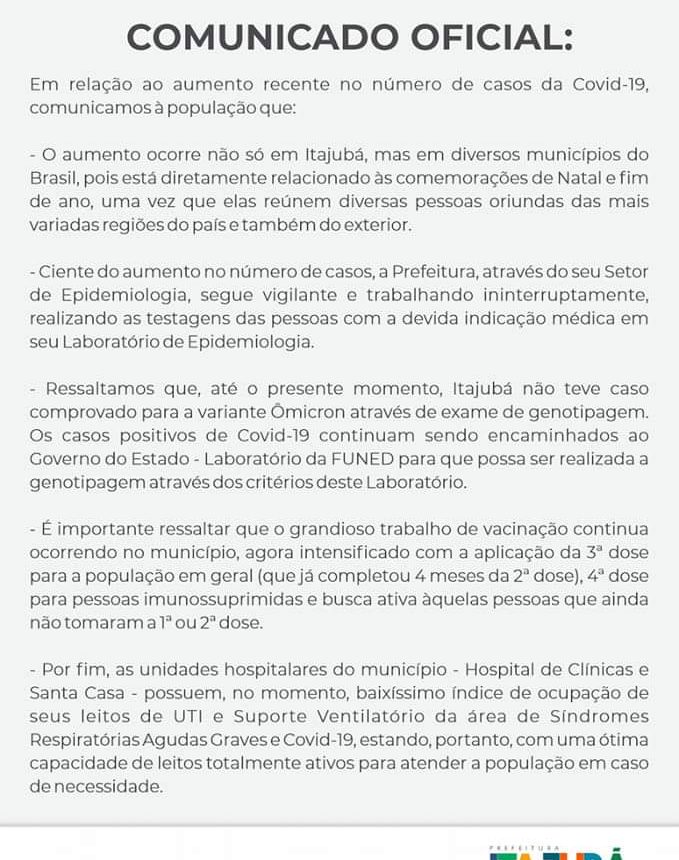 COMUNICADO OFICIAL:
Em relação ao aumento recente no número de casos da Covid-19,
comunicamos à população que:
- O aumento ocorre não só em Itajubá, mas em diversos municípios do
Brasil, pois está diretamente relacionado às comemorações de Natal e fim
de ano, uma vez que elas reúnem diversas pessoas oriundas das mais
variadas regiões do país e também do exterior.
- Ciente do aumento no número de casos, a Prefeitura, através do seu Setor
de Epidemiologia, segue vigilante e trabalhando ininterruptamente,
realizando as testagens das pessoas com a devida indicação médica em
seu Laboratório de Epidemiologia.
- Ressaltamos que, até o presente momento, Itajubá não teve caso
comprovado para a variante Ômicron através de exame de genotipagem.
Os casos positivos de Covid-19 continuam sendo encaminhados ao
Governo do Estado - Laboratório da FUNED para que possa ser realizada a
genotipagem através dos critérios deste Laboratório.
- É importante ressaltar que o grandioso trabalho de vacinação continua
ocorrendo no município, agora intensificado com a aplicação da 3ª dose
para a população em geral (que já completou 4 meses da 2ª dose), 4ª dose
para pessoas imunossuprimidas e busca ativa àquelas pessoas que ainda
não tomaram a 1ª ou 2ª dose.
- Por fim, as unidades hospitalares do município - Hospital de Clínicas e
Santa Casa - possuem, no momento, baixíssimo índice de ocupação de
seus leitos de UTI e Suporte Ventilatório da área de Síndromes
Respiratórias Agudas Graves e Covid-19, estando, portanto, com uma ótima
capacidade de leitos totalmente ativos para atender a população em caso
de necessidade.
PREFEITURA
ITAJUBÁ